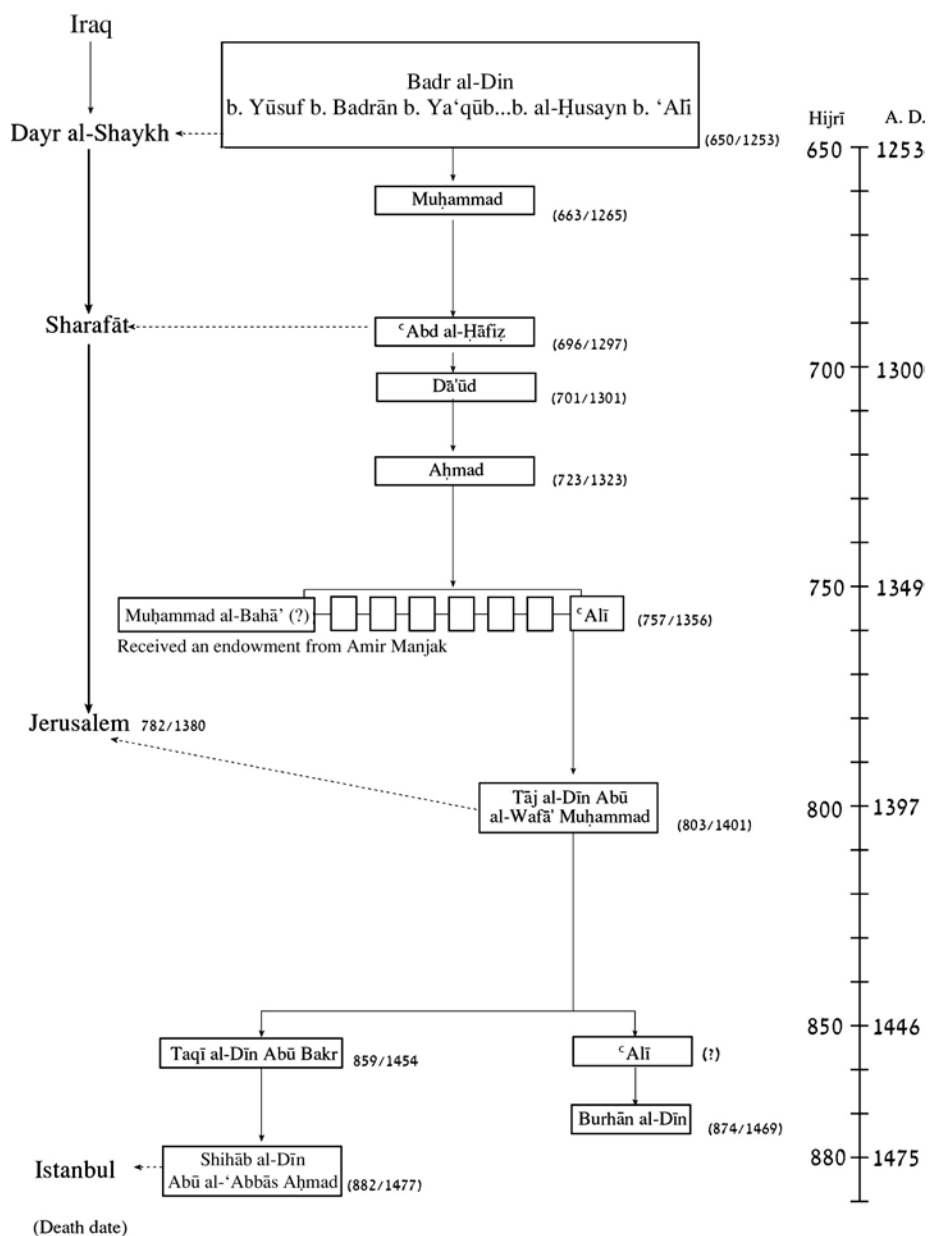 Iraq
Badr al-Din
b. Yūsuf b. Badrān b. Ya‘qūb...b. al-Ḥusayn b. ‘Alī
Dayr al-Shaykh
(650/1253)
Hijrī A. D.
650 1253
Muḥammad
(663/1265)
Sharafāt
ᶜAbd al-Ḥāfiẓ
(696/1297)
700 1300
Dā'ūd
(701/1301)
Aḥmad
(723/1323)
750 1349
Muḥammad al-Bahā’ (?)
ᶜAlī
(757/1356)
Received an endowment from Amir Manjak
Jerusalem 782/1380
Tāj al-Dīn Abū
al-Wafā' Muḥammad
(803/1401)
800 1397
850 1446
Taqī al-Dīn Abū Bakr
859/1454
ᶜAlī
(?)
Burhān al-Dīn
(874/1469)
880 1475
Istanbul
Shihāb al-Dīn
Abū al-‘Abbās Aḥmad
(882/1477)
(Death date)